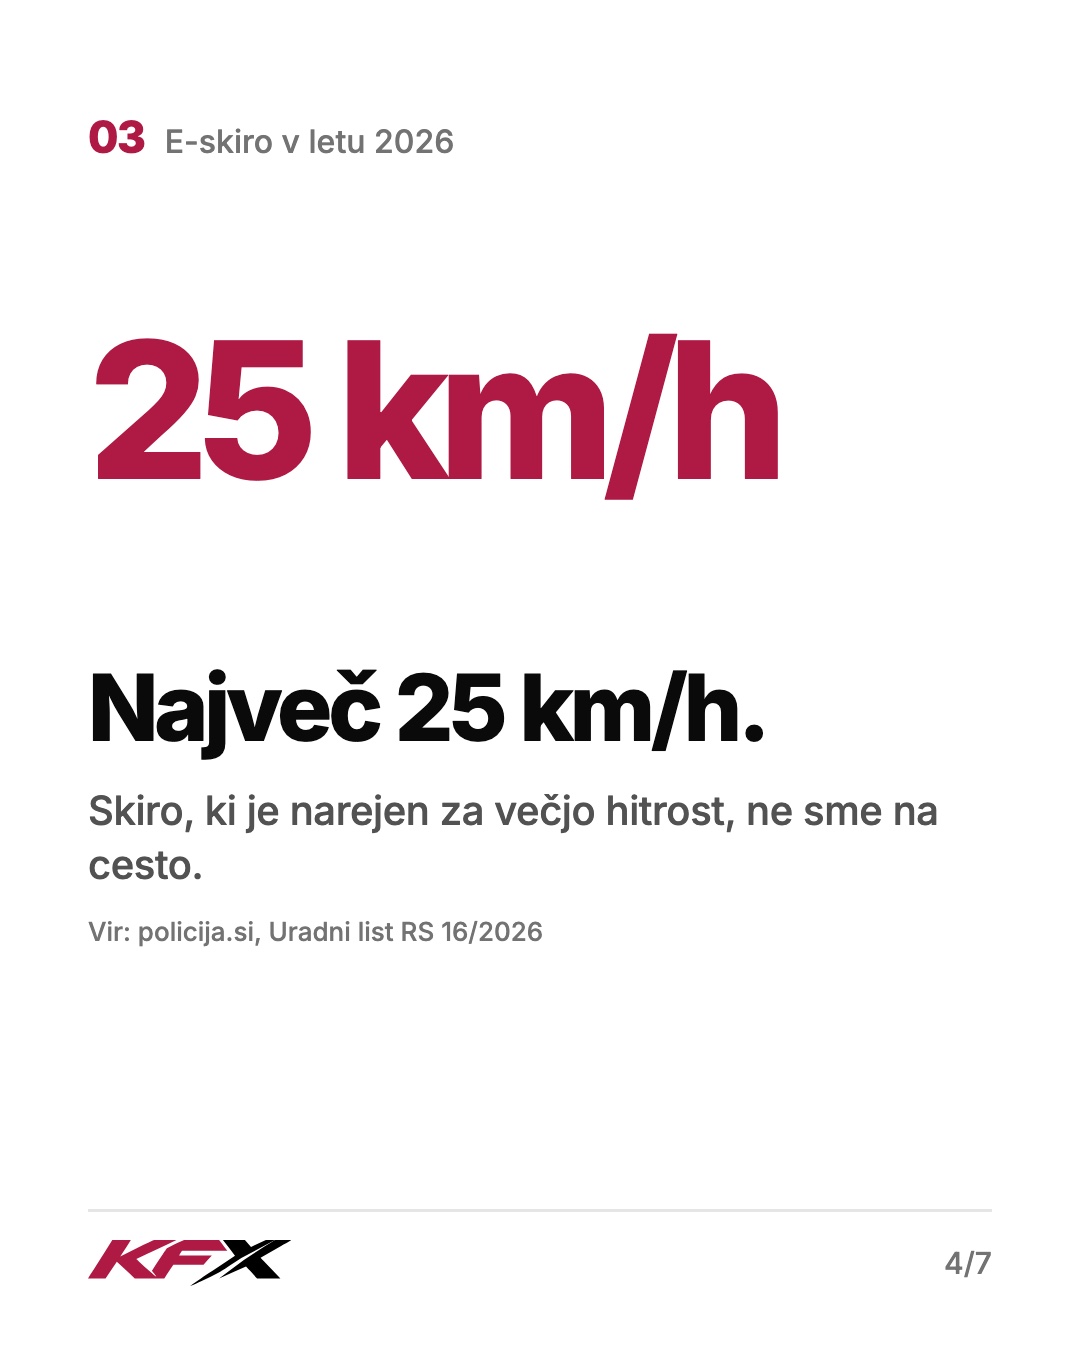 03 E-skiro v letu 2026
25 km/h
Največ 25 km/h.
Skiro, ki je narejen za večjo hitrost, ne sme na
cesto.
Vir: policija.si, Uradni list RS 16/2026
KFX
4/7